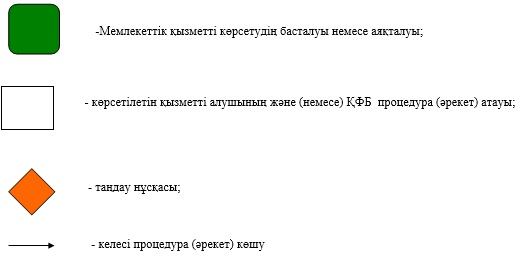 -Мемлекеттік қызметті көрсетудің басталуы немесе аяқталуы;
- көрсетілетін қызметті алушының және (немесе) ҚФБ процедура (әрекет) атауы;
- таңдау нұсқасы;
- келесі процедура (әрекет) көшу